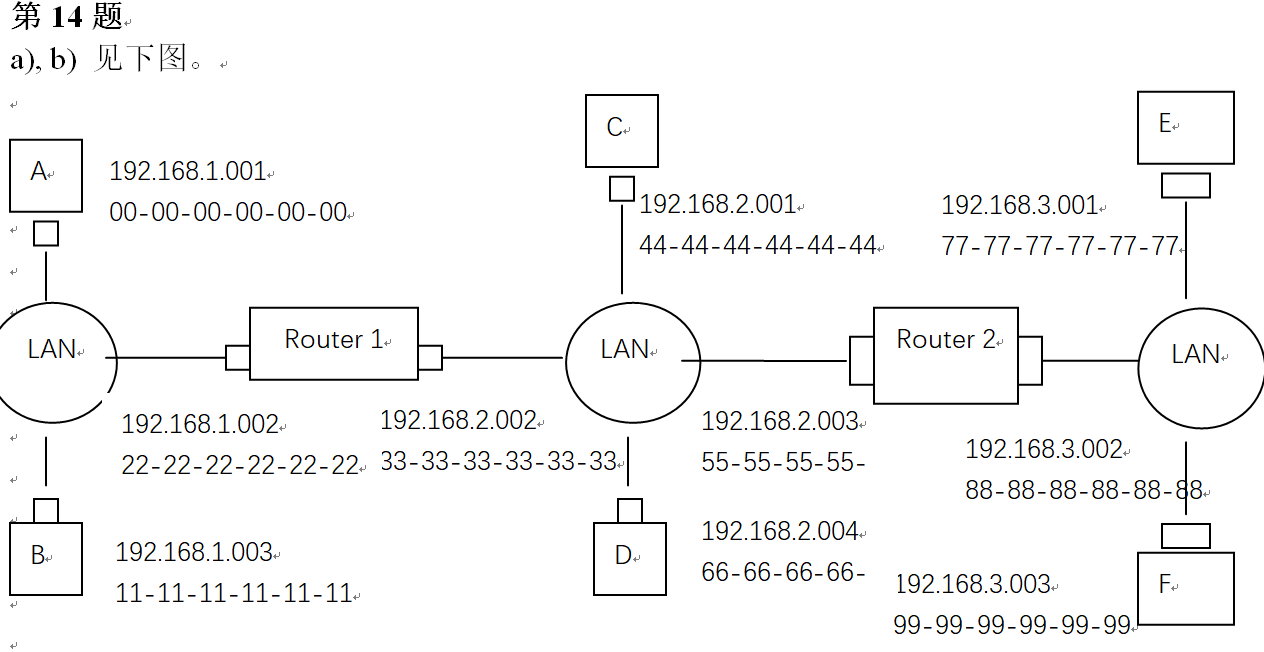 第 14 题
a), b) 见下图。
A
192.168.1.001
00-00-00-00-00-00
C
192.168.2.001
44-44-44-44-44-44
E
192.168.3.001
77-77-77-77-77-77
LAN
Router 1
LAN
Router 2
LAN
192.168.1.002
22-22-22-22-22-22
192.168.2.002
33-33-33-33-33-33
192.168.2.003
55-55-55-55-
192.168.3.002
88-88-88-88-88-88
B
192.168.1.003
11-11-11-11-11-11
D
192.168.2.004
66-66-66-66-
192.168.3.003
99-99-99-99-99-99
F